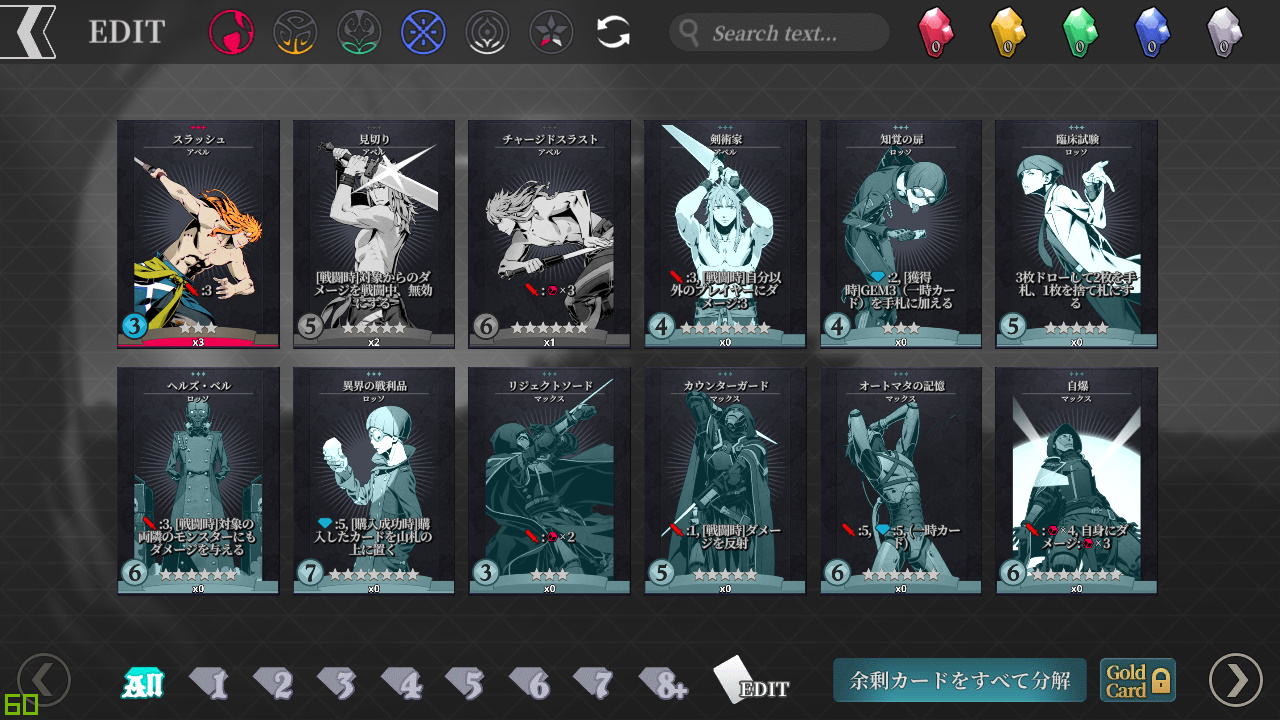 EDIT
Search text...
0
0
0
0
0
スラッシュ
アベル
:3
3
x3
見切り
アベル
[戦闘時]対象からのダ
メージを戦闘中、無効
にする
5
x2
チャージドスラスト
アベル
:×3
6
x1
剣術家
アベル
:3, [戦闘時]自分以
外のプレイヤーにダ
メージ:3
4
x0
知覚の扉
ロッソ
:2, [獲得
時]GEM3（一時カー
ド）を手札に加える
4
x0
臨床試験
ロッソ
3枚ドローして2枚を手
札、1枚を捨て札にす
る
5
x0
ヘルズ・ベル
ロッソ
:3, [戦闘時]対象の
両隣のモンスターにも
ダメージを与える
6
x0
異界の戦利品
ロッソ
:5, [購入成功時]購
入したカードを山札の
上に置く
7
x0
リジェクトソード
マックス
:×2
3
x0
カウンターガード
マックス
:1, [戦闘時]ダメー
ジを反射
5
x0
オートマタの記憶
マックス
:5, :5,（一時カー
ド）
6
x0
自爆
マックス
:×4, 自身にダ
メージ:×3
6
x0
All
1
2
3
4
5
6
7
8+
EDIT
余剰カードをすべて分解
Gold
Card
60